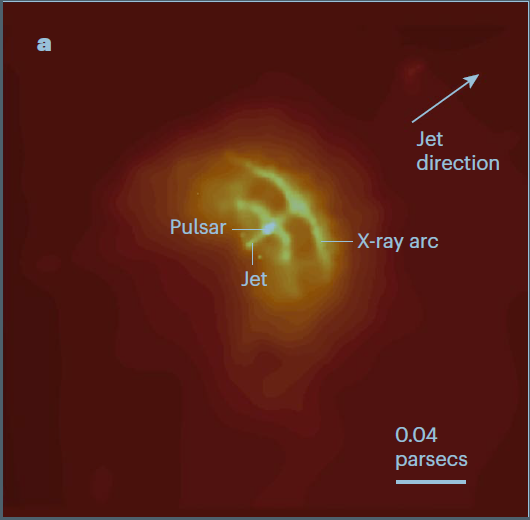 a
Jet
direction
Pulsar
X-ray arc
Jet
0.04
parsecs